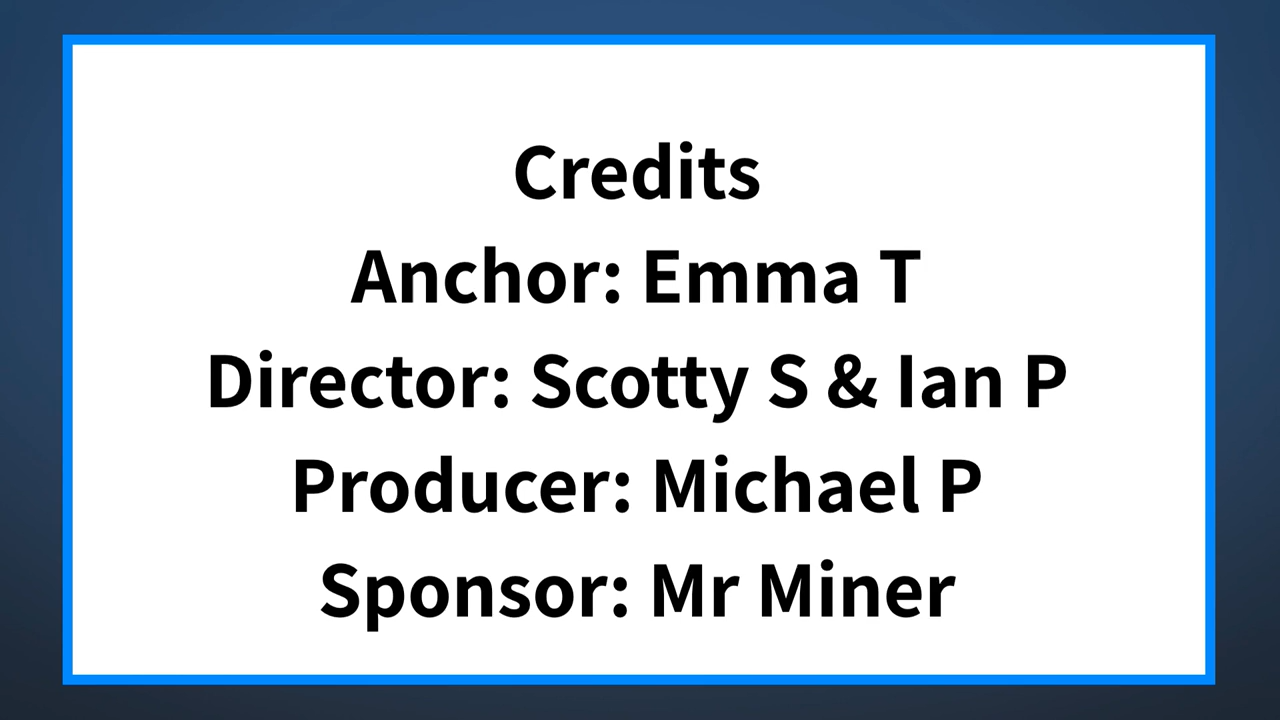 Credits
Anchor: Emma T
Director: Scotty S & Ian P
Producer: Michael P
Sponsor: Mr Miner